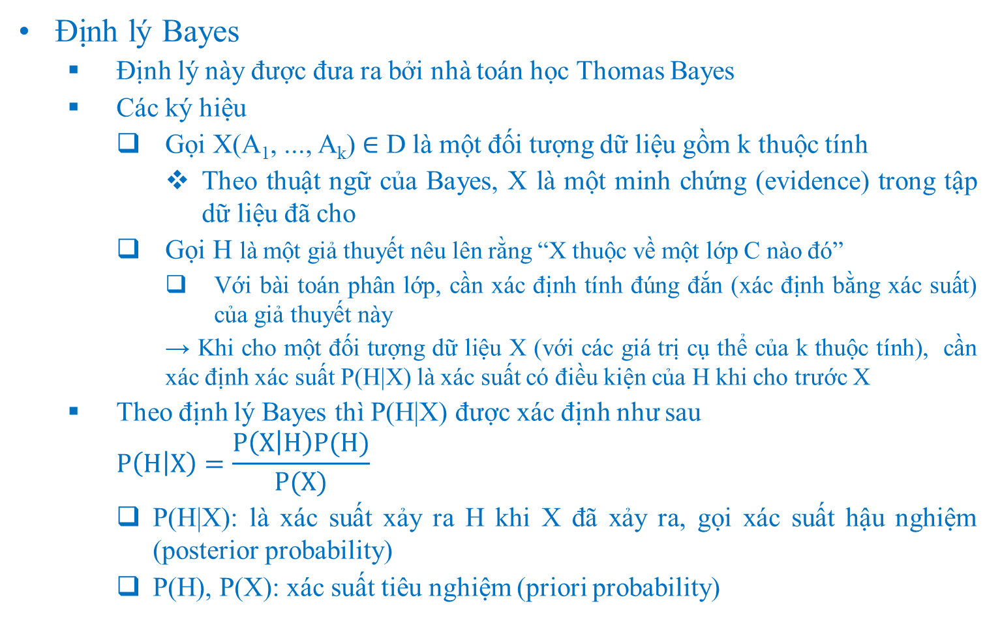 • Định lý Bayes
▪ Định lý này được đưa ra bởi nhà toán học Thomas Bayes
▪ Các ký hiệu
❑ Gọi X(A₁, ..., Aₖ) ∈ D là một đối tượng dữ liệu gồm k thuộc tính
❖ Theo thuật ngữ của Bayes, X là một minh chứng (evidence) trong tập
dữ liệu đã cho
❑ Gọi H là một giả thuyết nêu lên rằng “X thuộc về một lớp C nào đó”
❑ Với bài toán phân lớp, cần xác định tính đúng đắn (xác định bằng xác suất)
của giả thuyết này
→ Khi cho một đối tượng dữ liệu X (với các giá trị cụ thể của k thuộc tính), cần
xác định xác suất P(H|X) là xác suất có điều kiện của H khi cho trước X
▪ Theo định lý Bayes thì P(H|X) được xác định như sau
P(H|X) = P(X|H)P(H) / P(X)
❑ P(H|X): là xác suất xảy ra H khi X đã xảy ra, gọi xác suất hậu nghiệm
(posterior probability)
❑ P(H), P(X): xác suất tiêu nghiệm (priori probability)